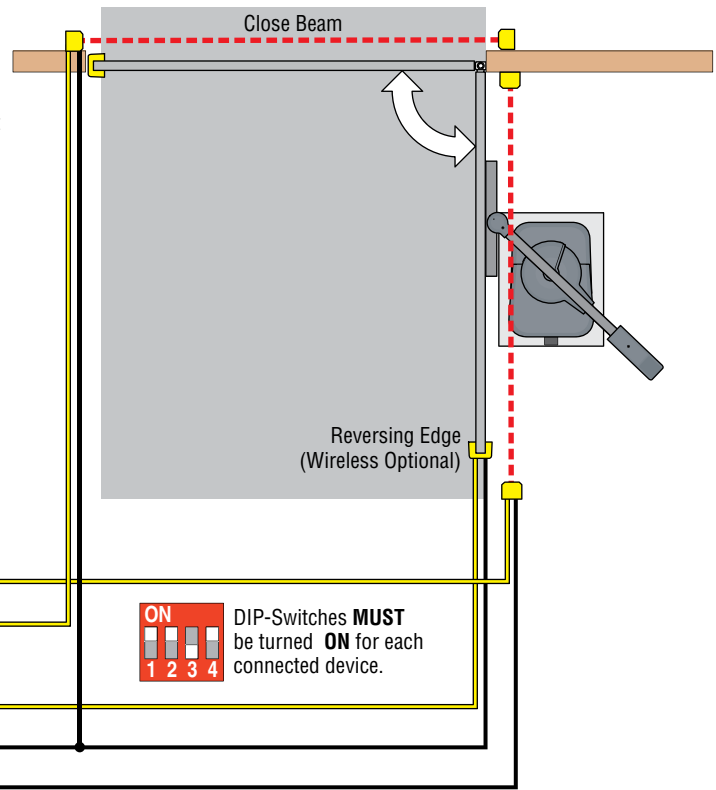 Close Beam
Reversing Edge
(Wireless Optional)
ON
1 2 3 4
DIP-Switches MUST
be turned ON for each
connected device.